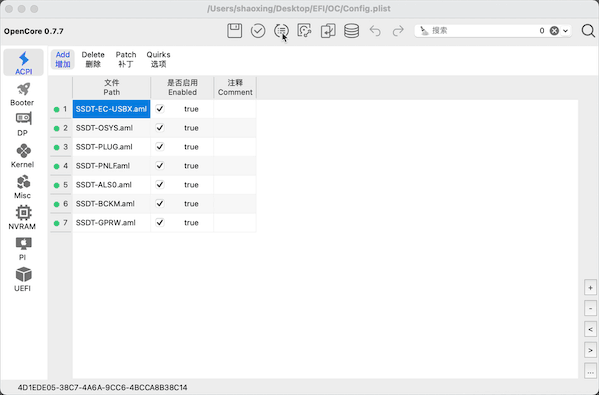 /Users/shaoxing/Desktop/EFI/OC/Config.plist
OpenCore 0.7.7
搜索 0
ACPI
Booter
DP
Kernel
Misc
NVRAM
PI
UEFI
Add Delete Patch Quirks
增加 删除 补丁 选项
文件 是否启用 注释
Path Enabled Comment
1 SSDT-EC-USBX.aml true
2 SSDT-OSYS.aml true
3 SSDT-PLUG.aml true
4 SSDT-PNLF.aml true
5 SSDT-ALS0.aml true
6 SSDT-BCKM.aml true
7 SSDT-GPRW.aml true
+
-
<
>
...
4D1EDE05-38C7-4A6A-9CC6-4BCCA8B38C14